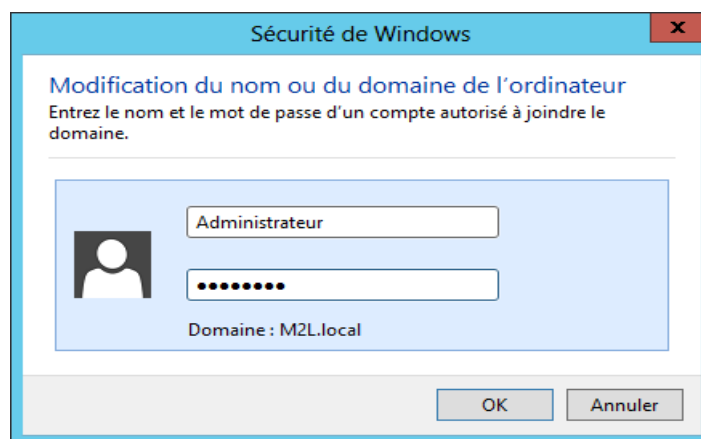 Sécurité de Windows
x
Modification du nom ou du domaine de l'ordinateur
Entrez le nom et le mot de passe d'un compte autorisé à joindre le
domaine.
Administrateur
●●●●●●●●
Domaine : M2L.local
OK Annuler